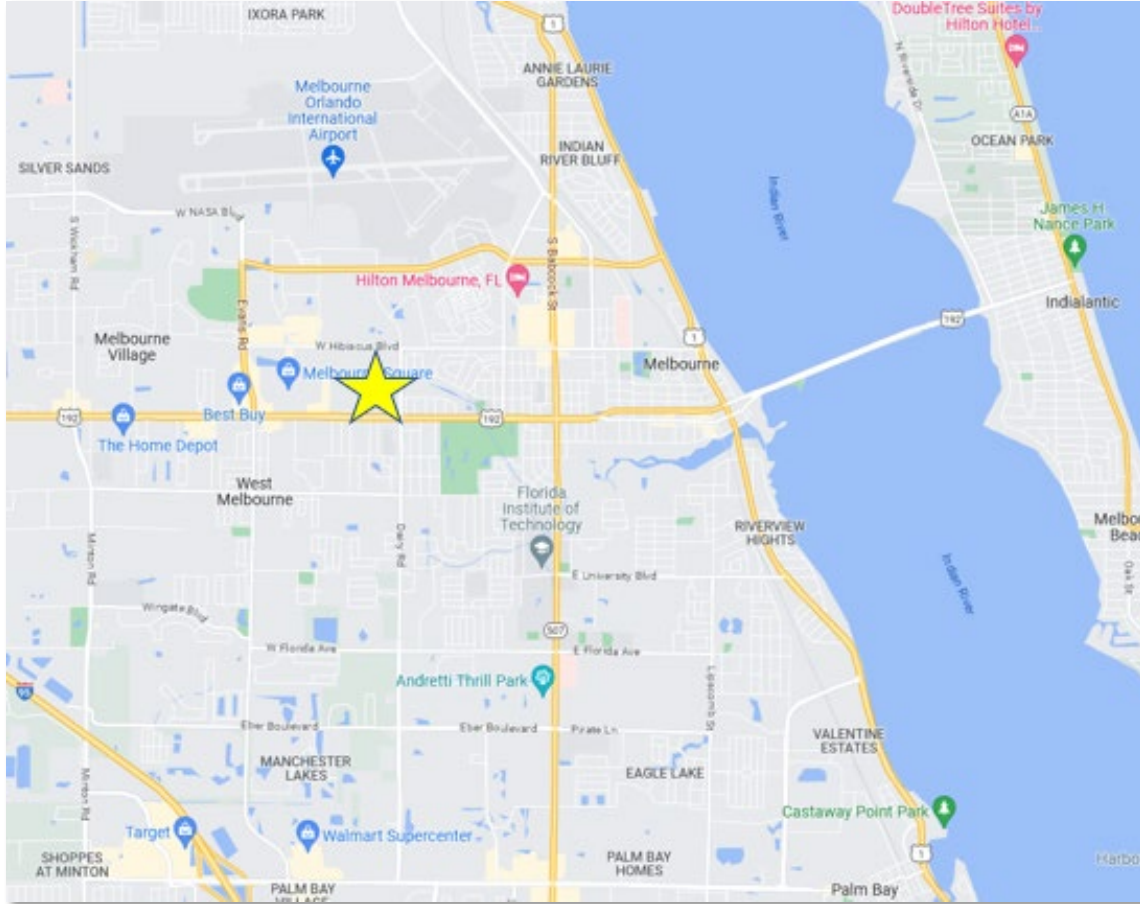 DoubleTree Suites by
Hilton Hotel...
IXORA PARK
1
ANNIE LAURIE
GARDENS
N Riverside Dr
Melbourne
Orlando
International
Airport
A1A
OCEAN PARK
INDIAN
RIVER BLUFF
SILVER SANDS
Indian River
James H.
Nance Park
W NASA Blvd
S Wickham Rd
S Babcock St
Hilton Melbourne, FL
Indialantic
Evans Rd
192
Melbourne
Village
W Hibiscus Blvd
1
Melbourne
Melbourne Square
Best Buy
192
192
The Home Depot
West
Melbourne
Florida
Institute of
Technology
Minton Rd
Dairy Rd
RIVERVIEW
HIGHTS
Indian River
Oak St
E University Blvd
Wingate Blvd
507
W Florida Ave
E Florida Ave
Andretti Thrill Park
Lipscomb St
95
Eber Boulevard
Eber Boulevard
Pirate Ln
VALENTINE
ESTATES
MANCHESTER
LAKES
EAGLE LAKE
Minton Rd
Castaway Point Park
Target
Walmart Supercenter
1
SHOPPES
AT MINTON
PALM BAY
HOMES
PALM BAY
Palm Bay